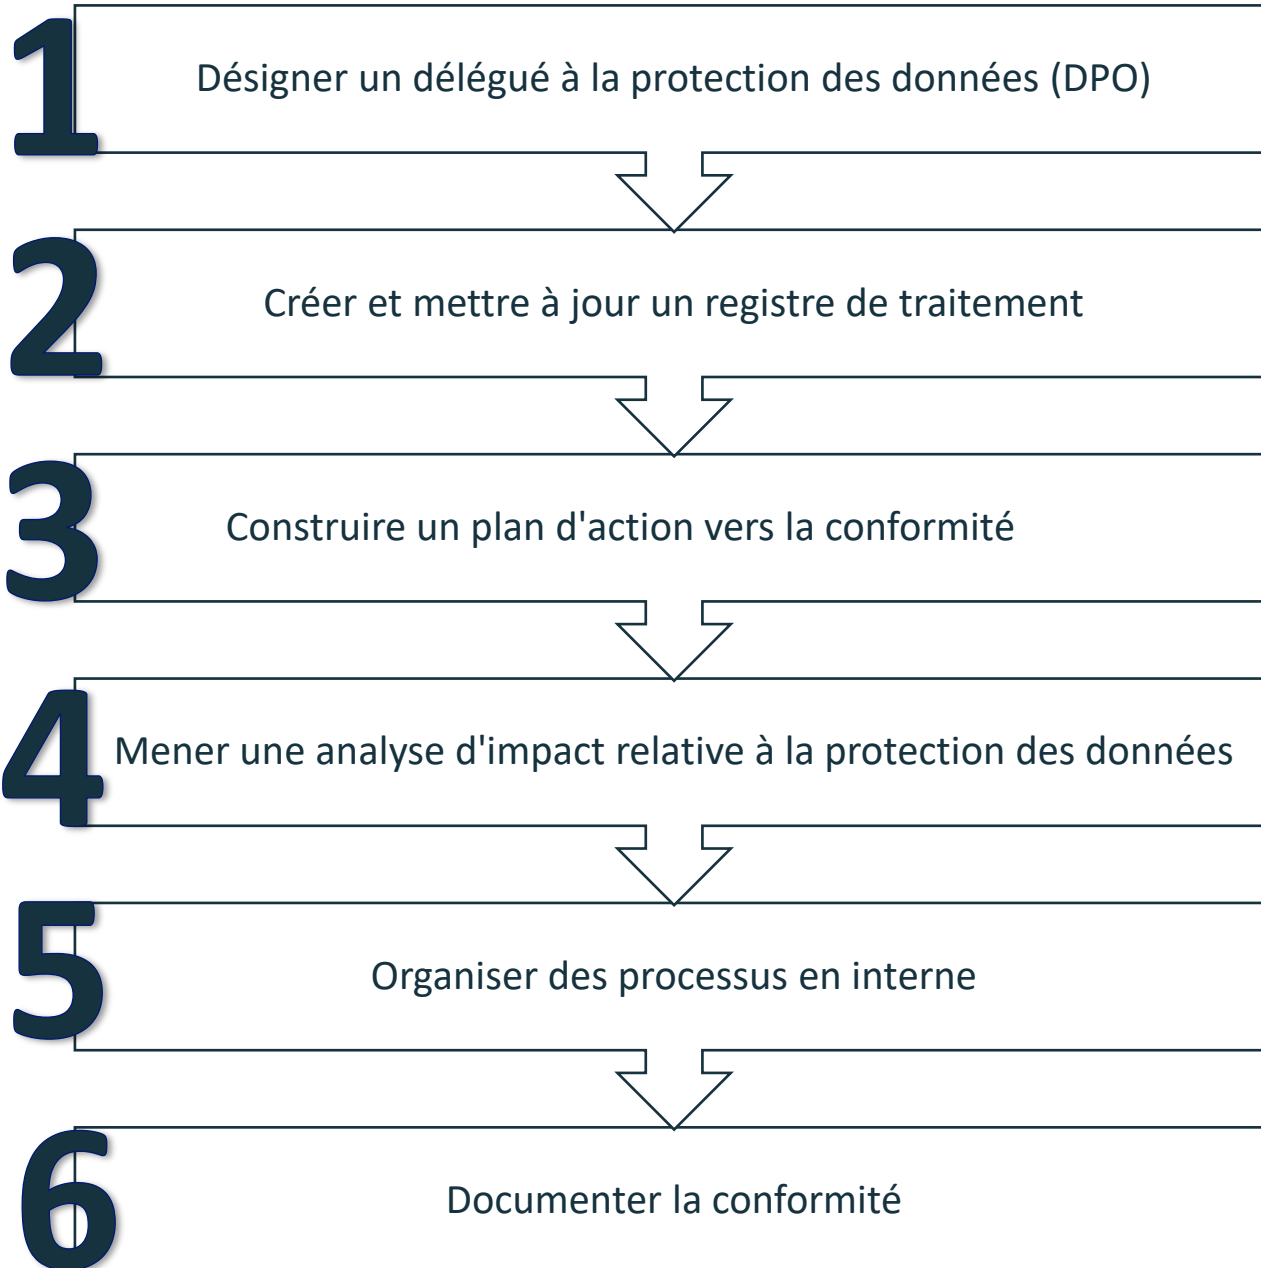 1
Désigner un délégué à la protection des données (DPO)
2
Créer et mettre à jour un registre de traitement
3
Construire un plan d'action vers la conformité
4
Mener une analyse d'impact relative à la protection des données
5
Organiser des processus en interne
6
Documenter la conformité